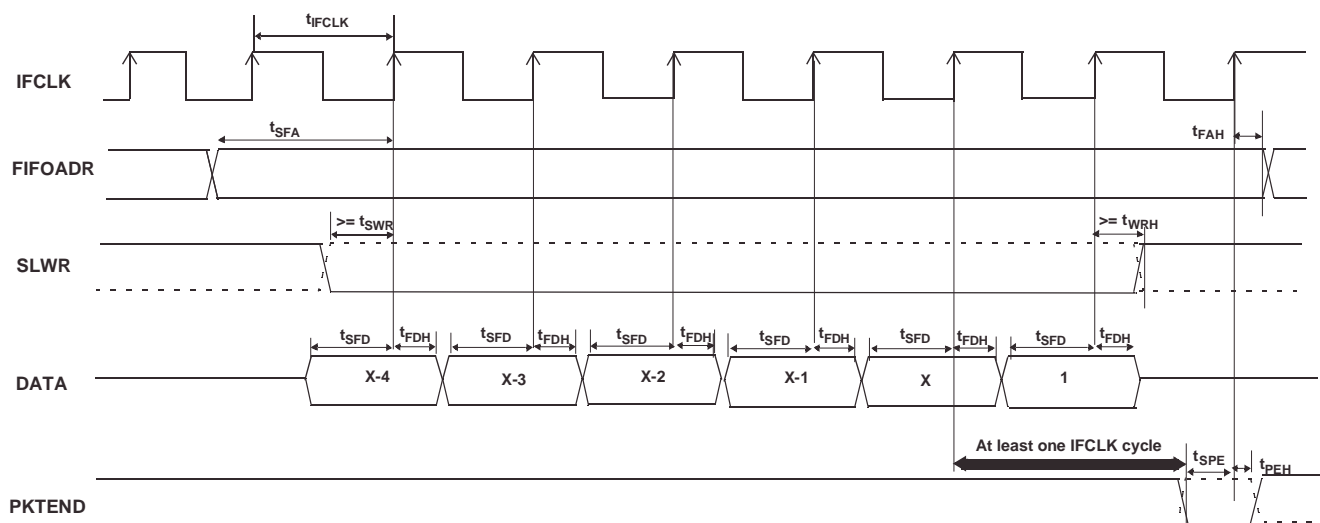 tIFCLK
IFCLK
tSFA
tFAH
FIFOADR
>= tSWR
>= tWRH
SLWR
tSFD tFDH tSFD tFDH tSFD tFDH tSFD tFDH tSFD tFDH tSFD tFDH
DATA X-4 X-3 X-2 X-1 X 1
At least one IFCLK cycle
tSPE
tPEH
PKTEND